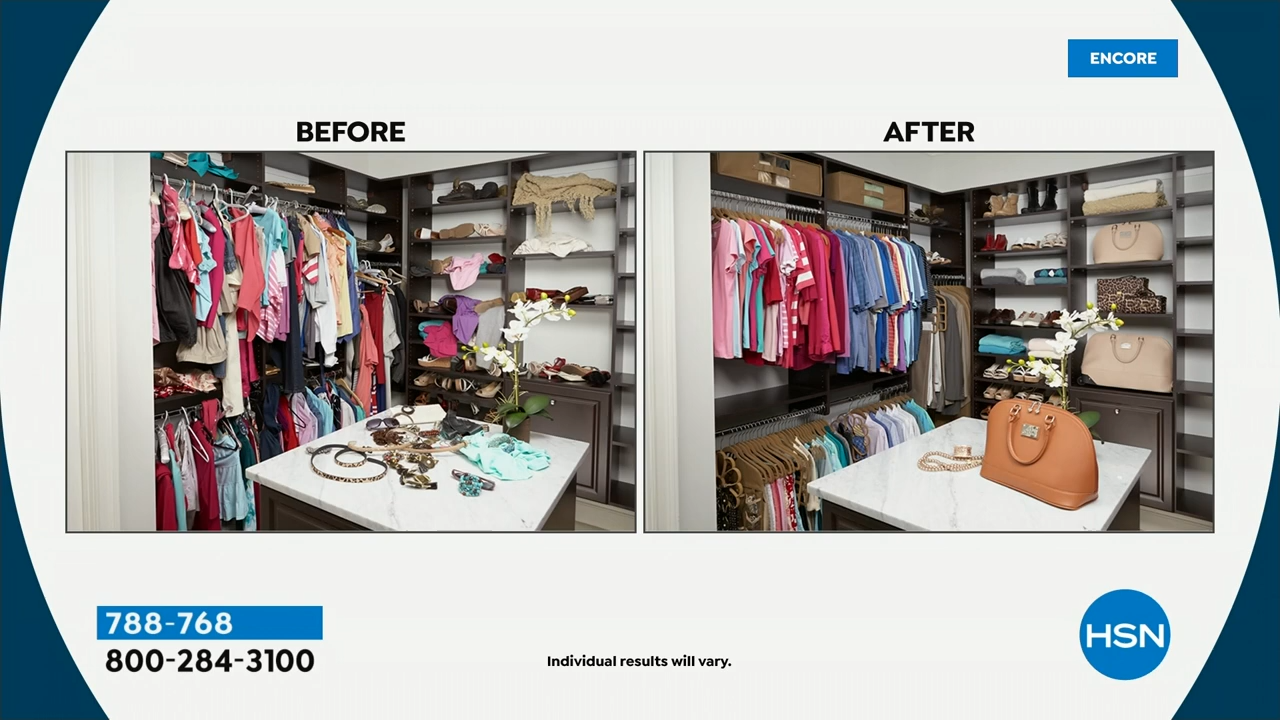 ENCORE
BEFORE
AFTER
788-768
800-284-3100
Individual results will vary.
HSN